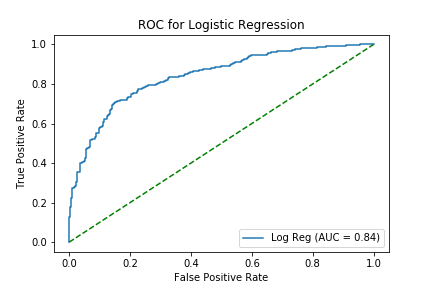 ROC for Logistic Regression
1.0
0.8
0.6
0.4
0.2
0.0
True Positive Rate
Log Reg (AUC = 0.84)
0.0 0.2 0.4 0.6 0.8 1.0
False Positive Rate